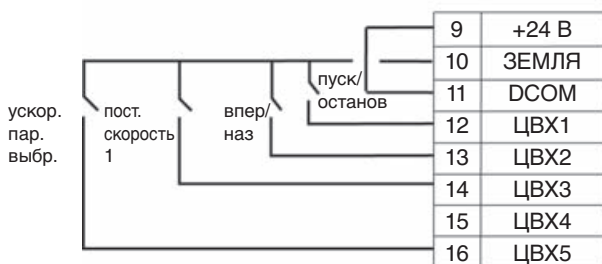 9 +24 В
10 ЗЕМЛЯ
11 DCOM
12 ЦВХ1
13 ЦВХ2
14 ЦВХ3
15 ЦВХ4
16 ЦВХ5
ускор.
пар.
выбр.
пост.
скорость
1
впер/
наз
пуск/
останов